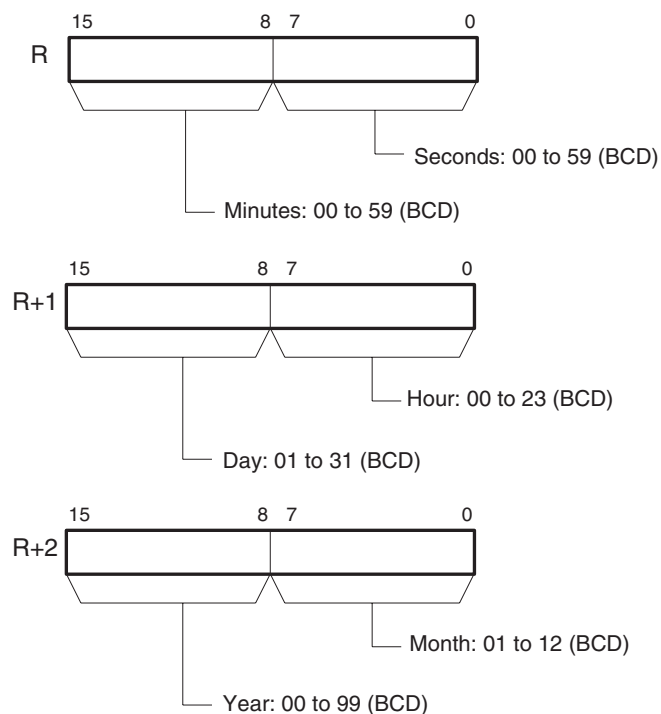 15 8 7 0
R
Seconds: 00 to 59 (BCD)
Minutes: 00 to 59 (BCD)
15 8 7 0
R+1
Hour: 00 to 23 (BCD)
Day: 01 to 31 (BCD)
15 8 7 0
R+2
Month: 01 to 12 (BCD)
Year: 00 to 99 (BCD)